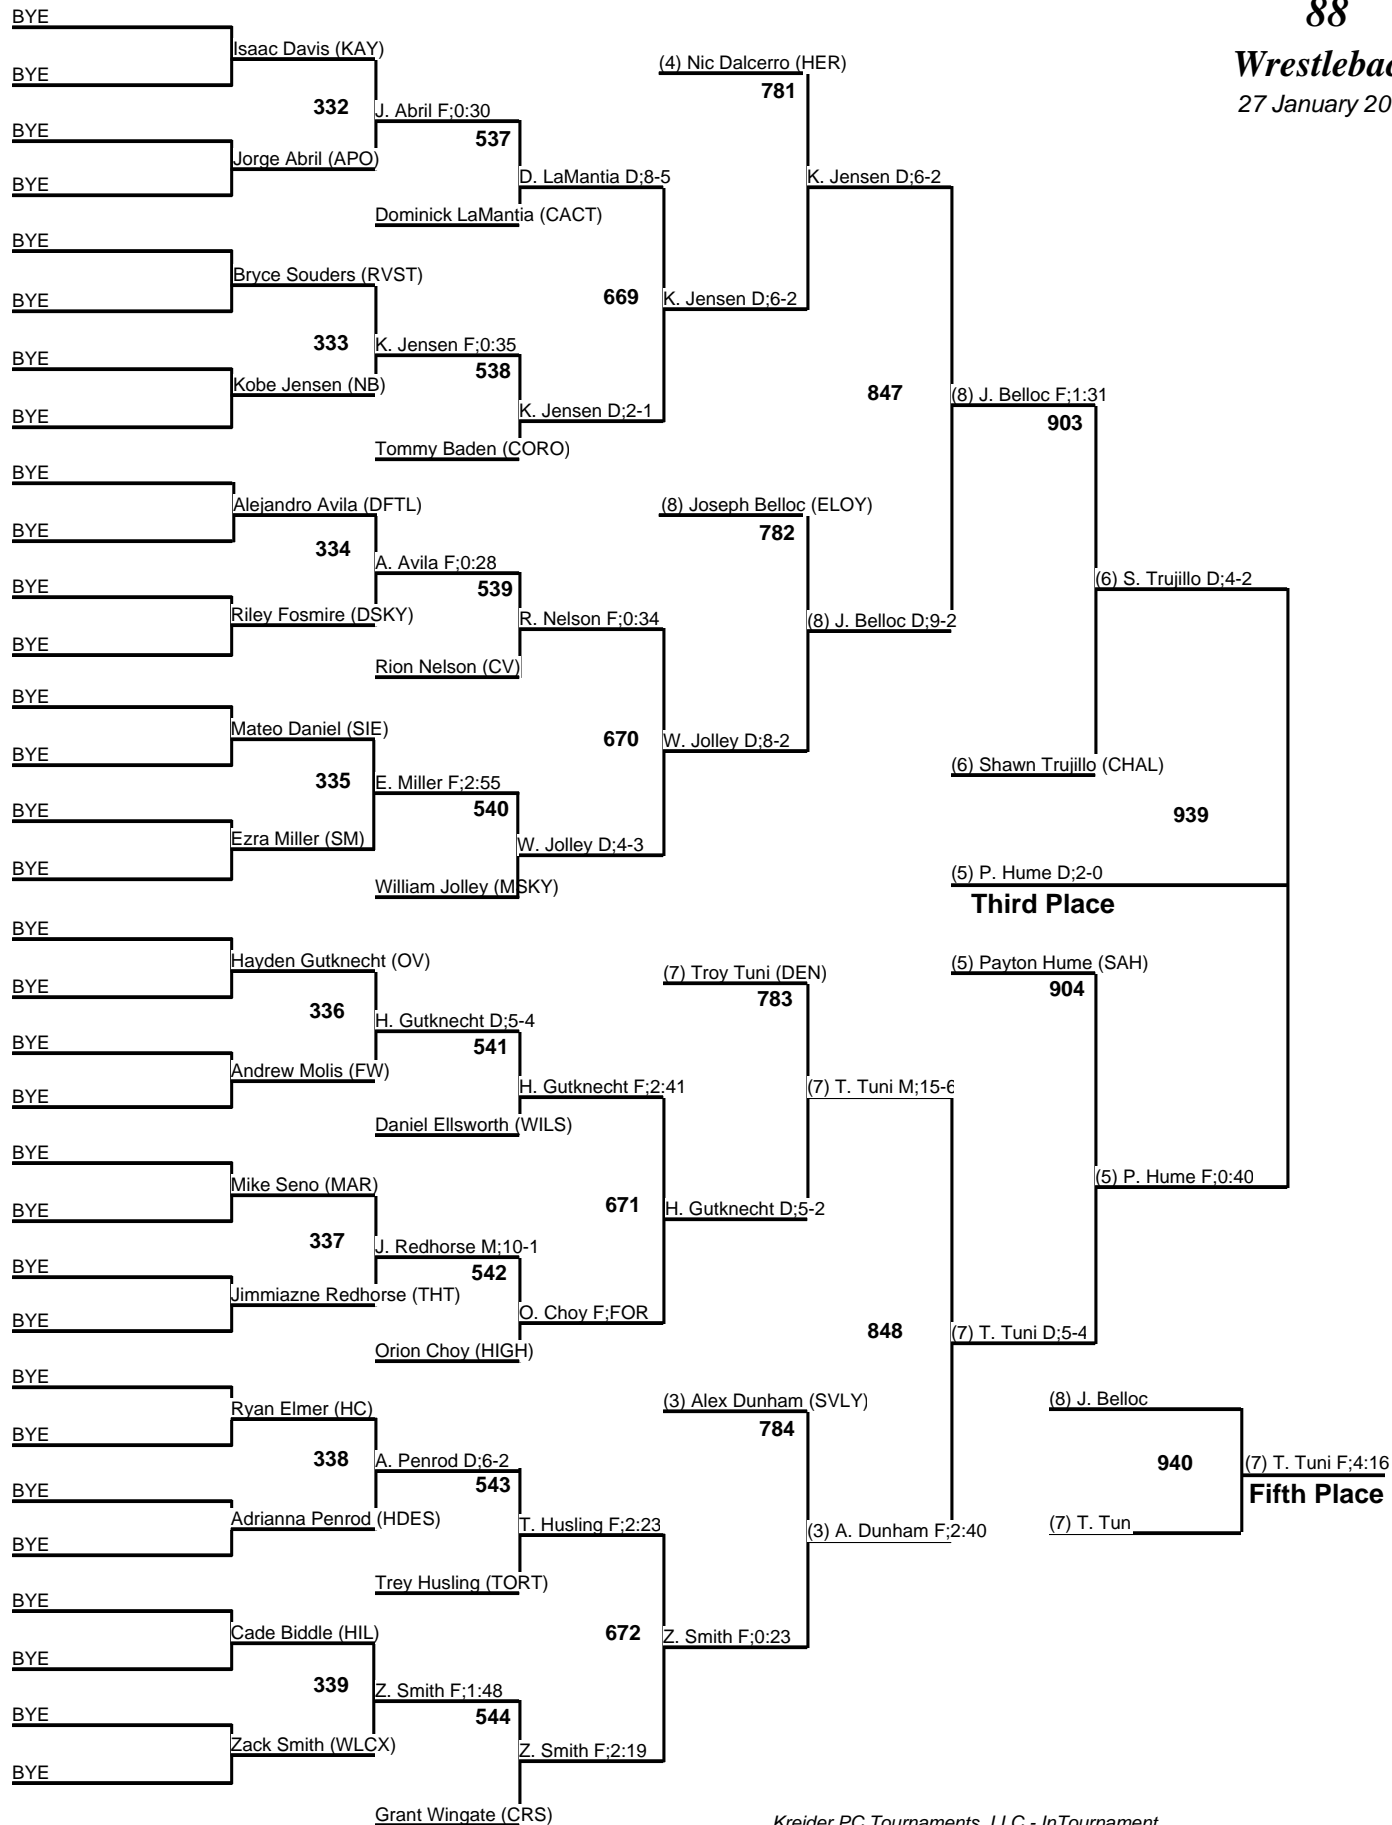 88
27 January 20
BYE
Isaac Davis (KAY)
BYE
332
J. Abril F;0:30
BYE
Jorge Abril (APO)
BYE
537
D. LaMantia D;8-5
Dominick LaMantia (CACT)
BYE
Bryce Souders (RVST)
BYE
333
K. Jensen F;0:35
BYE
Kobe Jensen (NB)
BYE
538
K. Jensen D;2-1
Tommy Baden (CORO)
669
K. Jensen D;6-2
(4) Nic Dalcerro (HER)
781
K. Jensen D;6-2
BYE
Alejandro Avila (DFTL)
BYE
334
A. Avila F;0:28
BYE
Riley Fosmire (DSKY)
BYE
539
R. Nelson F;0:34
Rion Nelson (CV)
BYE
Mateo Daniel (SIE)
BYE
335
E. Miller F;2:55
BYE
Ezra Miller (SM)
BYE
540
W. Jolley D;4-3
William Jolley (MSKY)
670
W. Jolley D;8-2
(8) Joseph Belloc (ELOY)
782
(8) J. Belloc D;9-2
847
(8) J. Belloc F;1:31
903
(6) S. Trujillo D;4-2
(6) Shawn Trujillo (CHAL)
939
(5) P. Hume D;2-0
Third Place
BYE
Hayden Gutknecht (OV)
BYE
336
H. Gutknecht D;5-4
BYE
Andrew Molis (FW)
BYE
541
H. Gutknecht F;2:41
Daniel Ellsworth (WILS)
BYE
Mike Seno (MAR)
BYE
337
J. Redhorse M;10-1
BYE
Jimmiazne Redhorse (THT)
BYE
542
O. Choy F;FOR
Orion Choy (HIGH)
671
H. Gutknecht D;5-2
(7) Troy Tuni (DEN)
783
(7) T. Tuni M;15-6
BYE
Ryan Elmer (HC)
BYE
338
A. Penrod D;6-2
BYE
Adrianna Penrod (HDES)
BYE
543
T. Husling F;2:23
Trey Husling (TORT)
BYE
Cade Biddle (HIL)
BYE
339
Z. Smith F;1:48
BYE
Zack Smith (WLCX)
BYE
544
Z. Smith F;2:19
Grant Wingate (CRS)
672
Z. Smith F;0:23
(3) Alex Dunham (SVLY)
784
(3) A. Dunham F;2:40
848
(7) T. Tuni D;5-4
(5) Payton Hume (SAH)
904
(5) P. Hume F;0:40
(8) J. Belloc
940
(7) T. Tuni F;4:16
Fifth Place
(7) T. Tun
Kreider PC Tournaments, LLC - InTournament